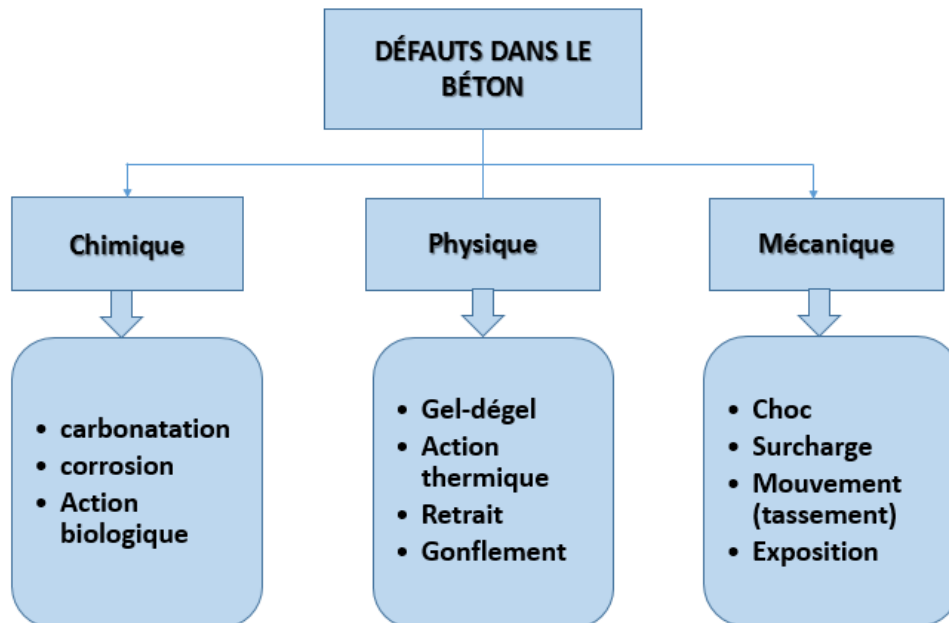 DÉFAUTS DANS LE
BÉTON
Chimique
Physique
Mécanique
• carbonatation
• corrosion
• Action
biologique
• Gel-dégel
• Action
thermique
• Retrait
• Gonflement
• Choc
• Surcharge
• Mouvement
(tassement)
• Exposition